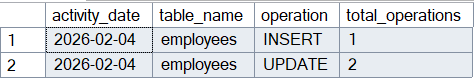 activity_date table_name operation total_operations
1 2026-02-04 employees INSERT 1
2 2026-02-04 employees UPDATE 2